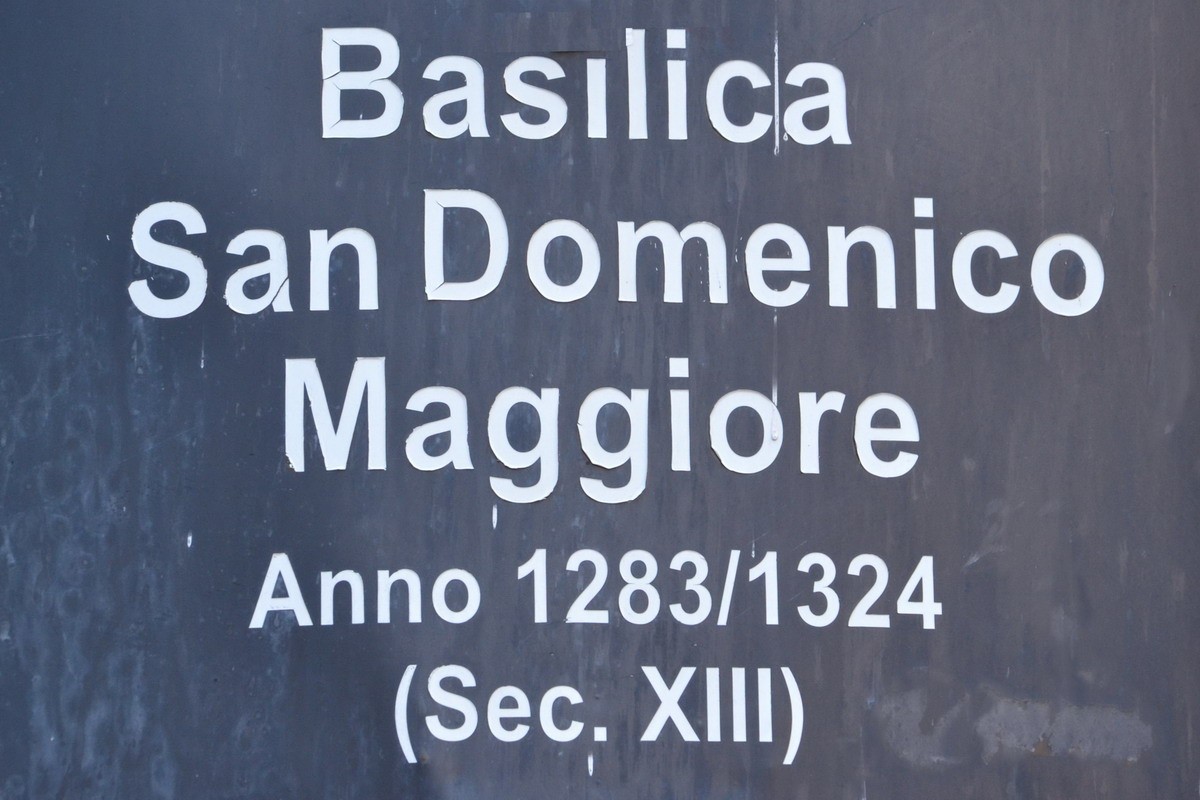 Basilica
San Domenico
Maggiore
Anno 1283/1324
(Sec. XIII)